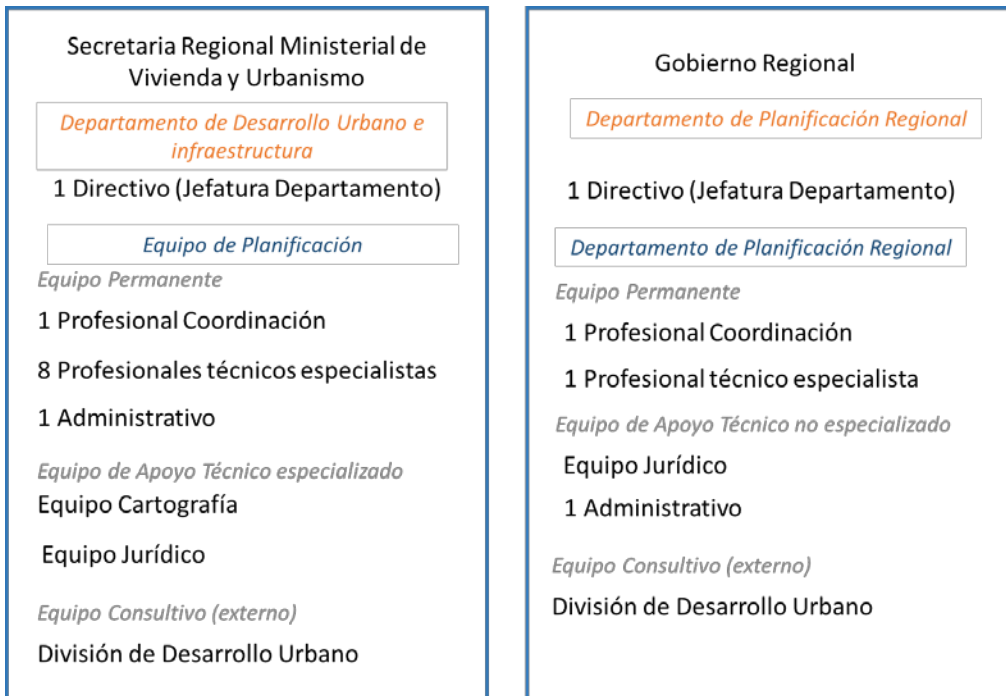 Secretaria Regional Ministerial de
Vivienda y Urbanismo
Departamento de Desarrollo Urbano e
infraestructura
1 Directivo (Jefatura Departamento)
Equipo de Planificación
Equipo Permanente
1 Profesional Coordinación
8 Profesionales técnicos especialistas
1 Administrativo
Equipo de Apoyo Técnico especializado
Equipo Cartografía
Equipo Jurídico
Equipo Consultivo (externo)
División de Desarrollo Urbano
Gobierno Regional
Departamento de Planificación Regional
1 Directivo (Jefatura Departamento)
Departamento de Planificación Regional
Equipo Permanente
1 Profesional Coordinación
1 Profesional técnico especialista
Equipo de Apoyo Técnico no especializado
Equipo Jurídico
1 Administrativo
Equipo Consultivo (externo)
División de Desarrollo Urbano